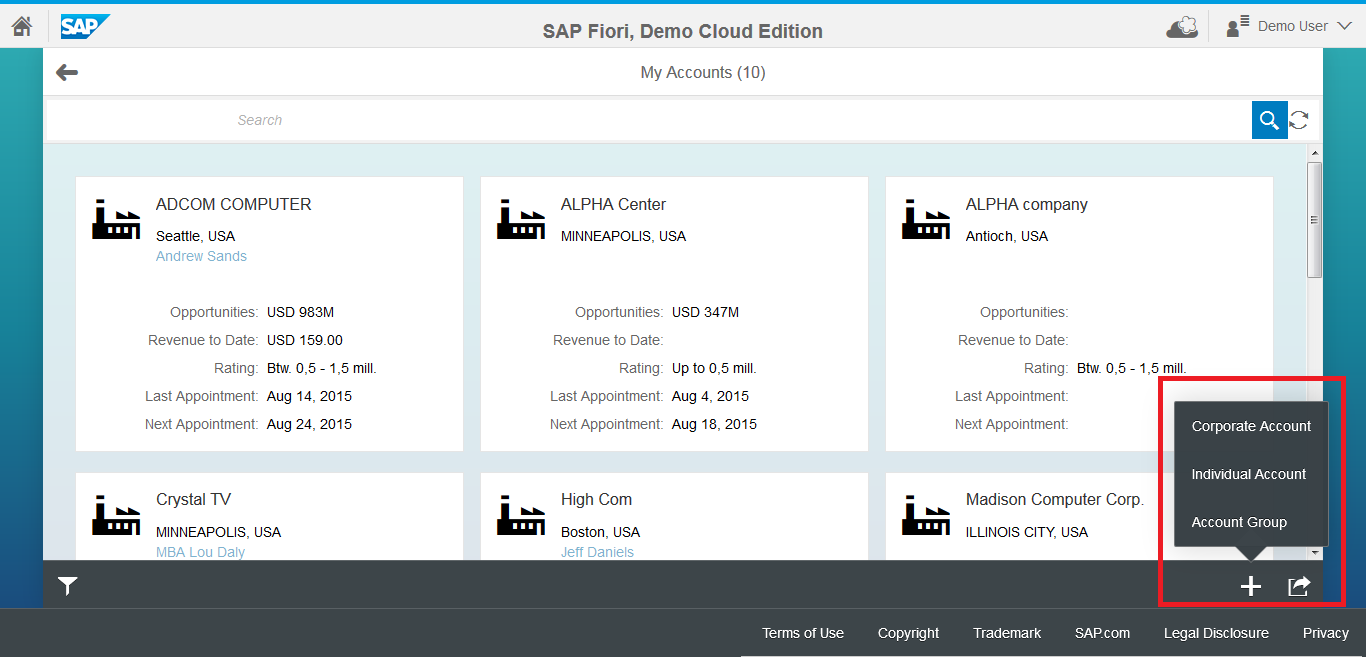 SAP
SAP Fiori, Demo Cloud Edition
Demo User
My Accounts (10)
Search
ADCOM COMPUTER
Seattle, USA
Andrew Sands
Opportunities: USD 983M
Revenue to Date: USD 159.00
Rating: Btw. 0,5 - 1,5 mill.
Last Appointment: Aug 14, 2015
Next Appointment: Aug 24, 2015
ALPHA Center
MINNEAPOLIS, USA
Opportunities: USD 347M
Revenue to Date:
Rating: Up to 0,5 mill.
Last Appointment: Aug 4, 2015
Next Appointment: Aug 18, 2015
ALPHA company
Antioch, USA
Opportunities:
Revenue to Date:
Rating: Btw. 0,5 - 1,5 mill.
Last Appointment:
Next Appointment:
Crystal TV
MINNEAPOLIS, USA
MBA Lou Daly
High Com
Boston, USA
Jeff Daniels
Madison Computer Corp.
ILLINOIS CITY, USA
Corporate Account
Individual Account
Account Group
Terms of Use Copyright Trademark SAP.com Legal Disclosure Privacy